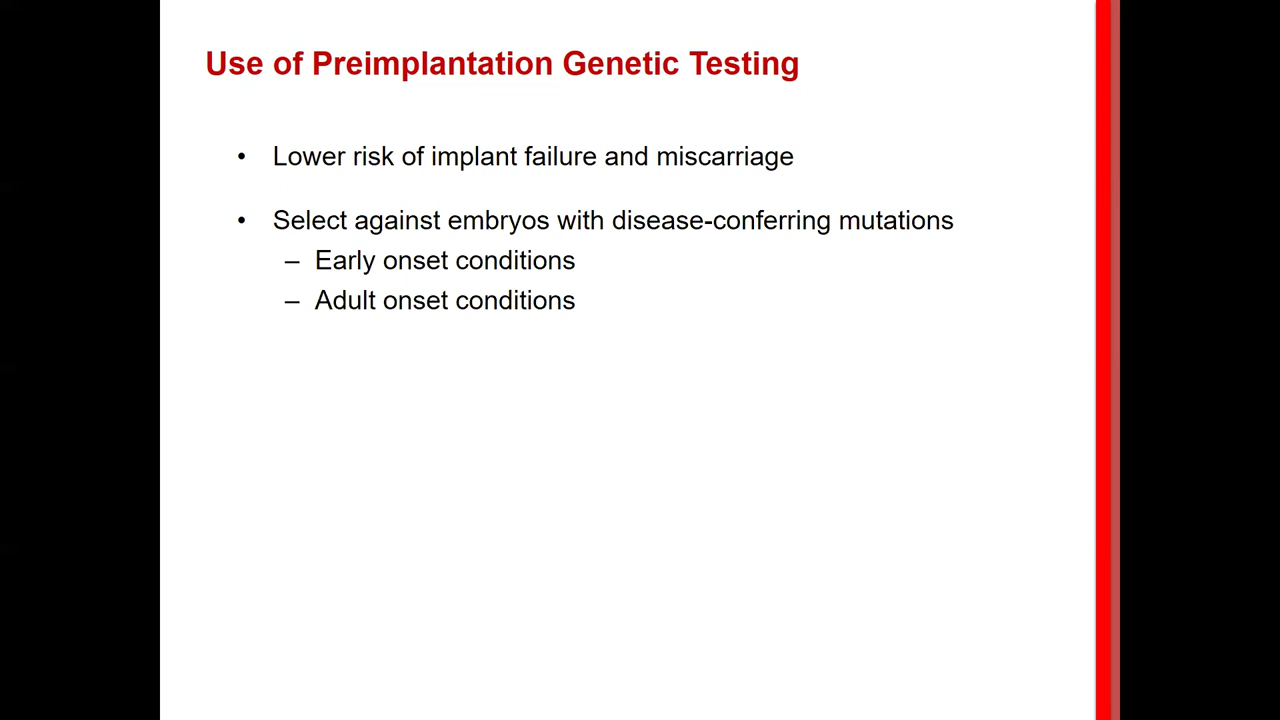 Use of Preimplantation Genetic Testing
• Lower risk of implant failure and miscarriage
• Select against embryos with disease-conferring mutations
– Early onset conditions
– Adult onset conditions